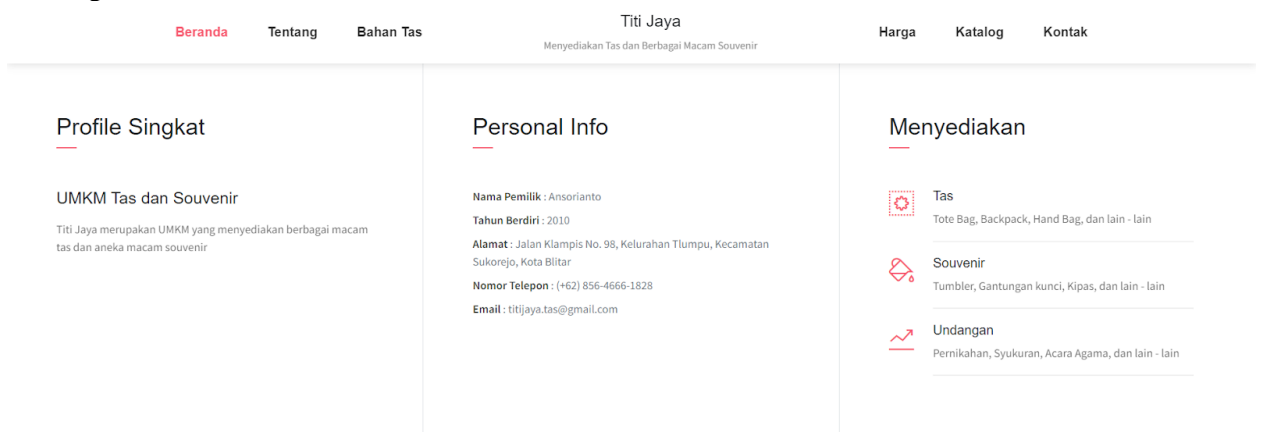 Beranda Tentang Bahan Tas
Titi Jaya
Menyediakan Tas dan Berbagai Macam Souvenir
Harga Katalog Kontak
Profile Singkat
UMKM Tas dan Souvenir
Titi Jaya merupakan UMKM yang menyediakan berbagai macam
tas dan aneka macam souvenir
Personal Info
Nama Pemilik : Ansorianto
Tahun Berdiri : 2010
Alamat : Jalan Klampis No. 98, Kelurahan Tlumpu, Kecamatan
Sukorejo, Kota Blitar
Nomor Telepon : (+62) 856-4666-1828
Email : titijaya.tas@gmail.com
Menyediakan
Tas
Tote Bag, Backpack, Hand Bag, dan lain - lain
Souvenir
Tumbler, Gantungan kunci, Kipas, dan lain - lain
Undangan
Pernikahan, Syukuran, Acara Agama, dan lain - lain